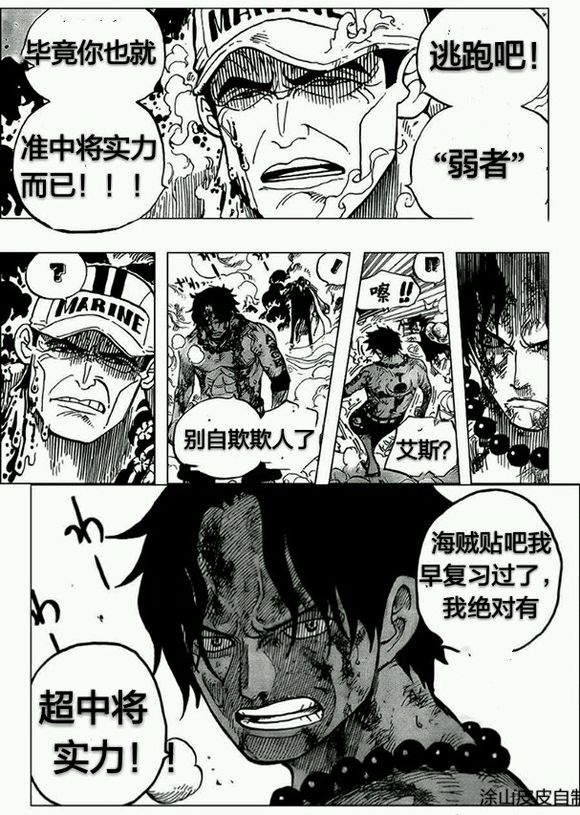 逃跑吧!
“弱者”
毕竟你也就
准中将实力
而已！！！
MARINE
!!
嚓!!
艾斯?
!
别自欺欺人了
?
MARINE
海贼贴吧我
早复习过了，
我绝对有
わ
わ
超中将
实力！！
涂山皮皮自制